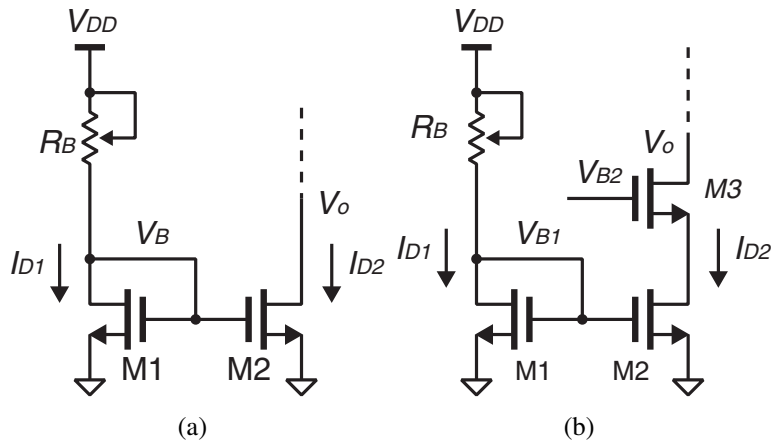 VDD
RB
Vo
VB
ID1
ID2
M1
M2
(a)
VDD
RB
Vo
VB2
M3
VB1
ID1
ID2
M1
M2
(b)